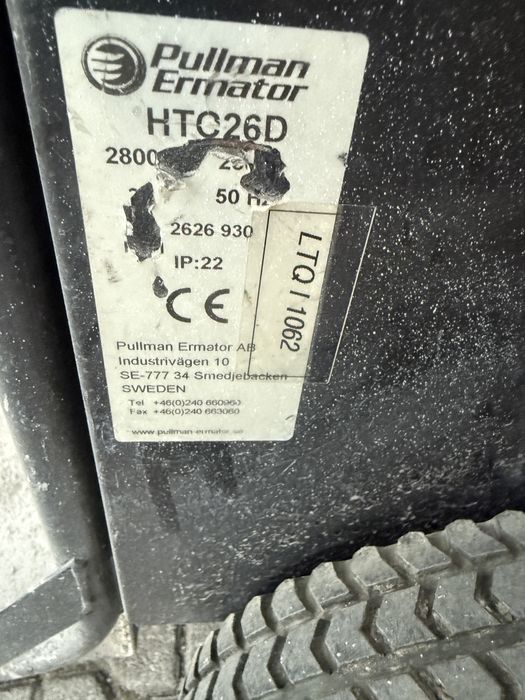 Pullman
Ermator
HTC26D
2800
50 Hz
2626 930
IP:22
CE
LTQ I 1062
Pullman Ermator AB
Industrivägen 10
SE-777 34 Smedjebacken
SWEDEN
Tel +46(0)240 660960
Fax +46(0)240 663060
www.pullman-ermator.se